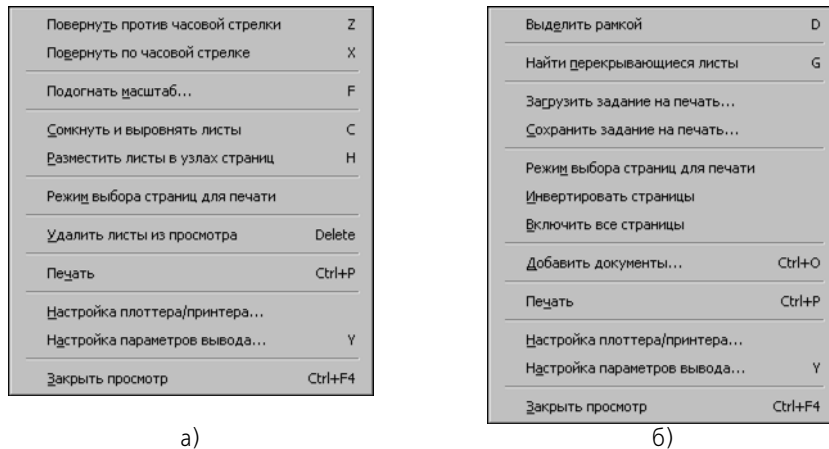 Повернуть против часовой стрелки Z
Повернуть по часовой стрелке X
Подогнать масштаб... F
Сомкнуть и выровнять листы C
Разместить листы в узлах страниц H
Режим выбора страниц для печати
Удалить листы из просмотра Delete
Печать Ctrl+P
Настройка плоттера/принтера...
Настройка параметров вывода... Y
Закрыть просмотр Ctrl+F4
а)
Выделить рамкой D
Найти перекрывающиеся листы G
Загрузить задание на печать...
Сохранить задание на печать...
Режим выбора страниц для печати
Инвертировать страницы
Включить все страницы
Добавить документы... Ctrl+O
Печать Ctrl+P
Настройка плоттера/принтера...
Настройка параметров вывода... Y
Закрыть просмотр Ctrl+F4
б)